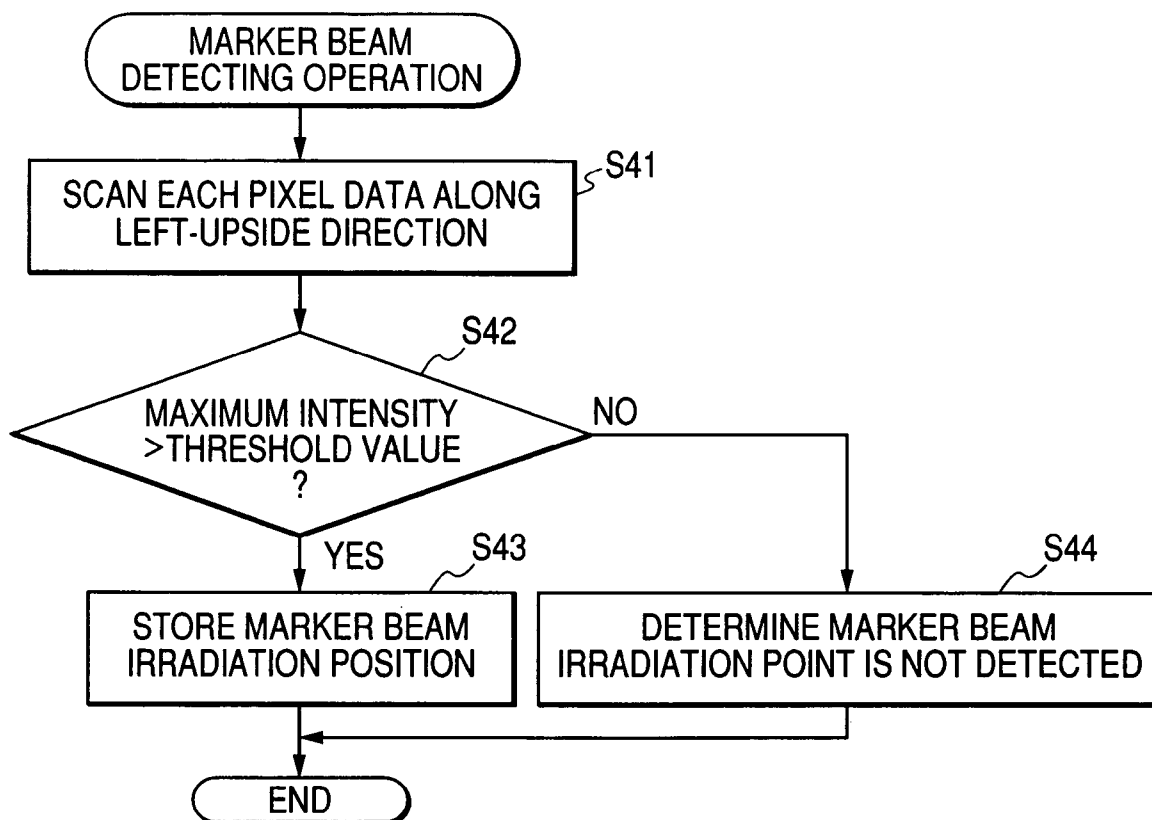 MARKER BEAM
DETECTING OPERATION
S41
SCAN EACH PIXEL DATA ALONG
LEFT-UPSIDE DIRECTION
S42
MAXIMUM INTENSITY
>THRESHOLD VALUE
?
NO
YES
S43
STORE MARKER BEAM
IRRADIATION POSITION
S44
DETERMINE MARKER BEAM
IRRADIATION POINT IS NOT DETECTED
END